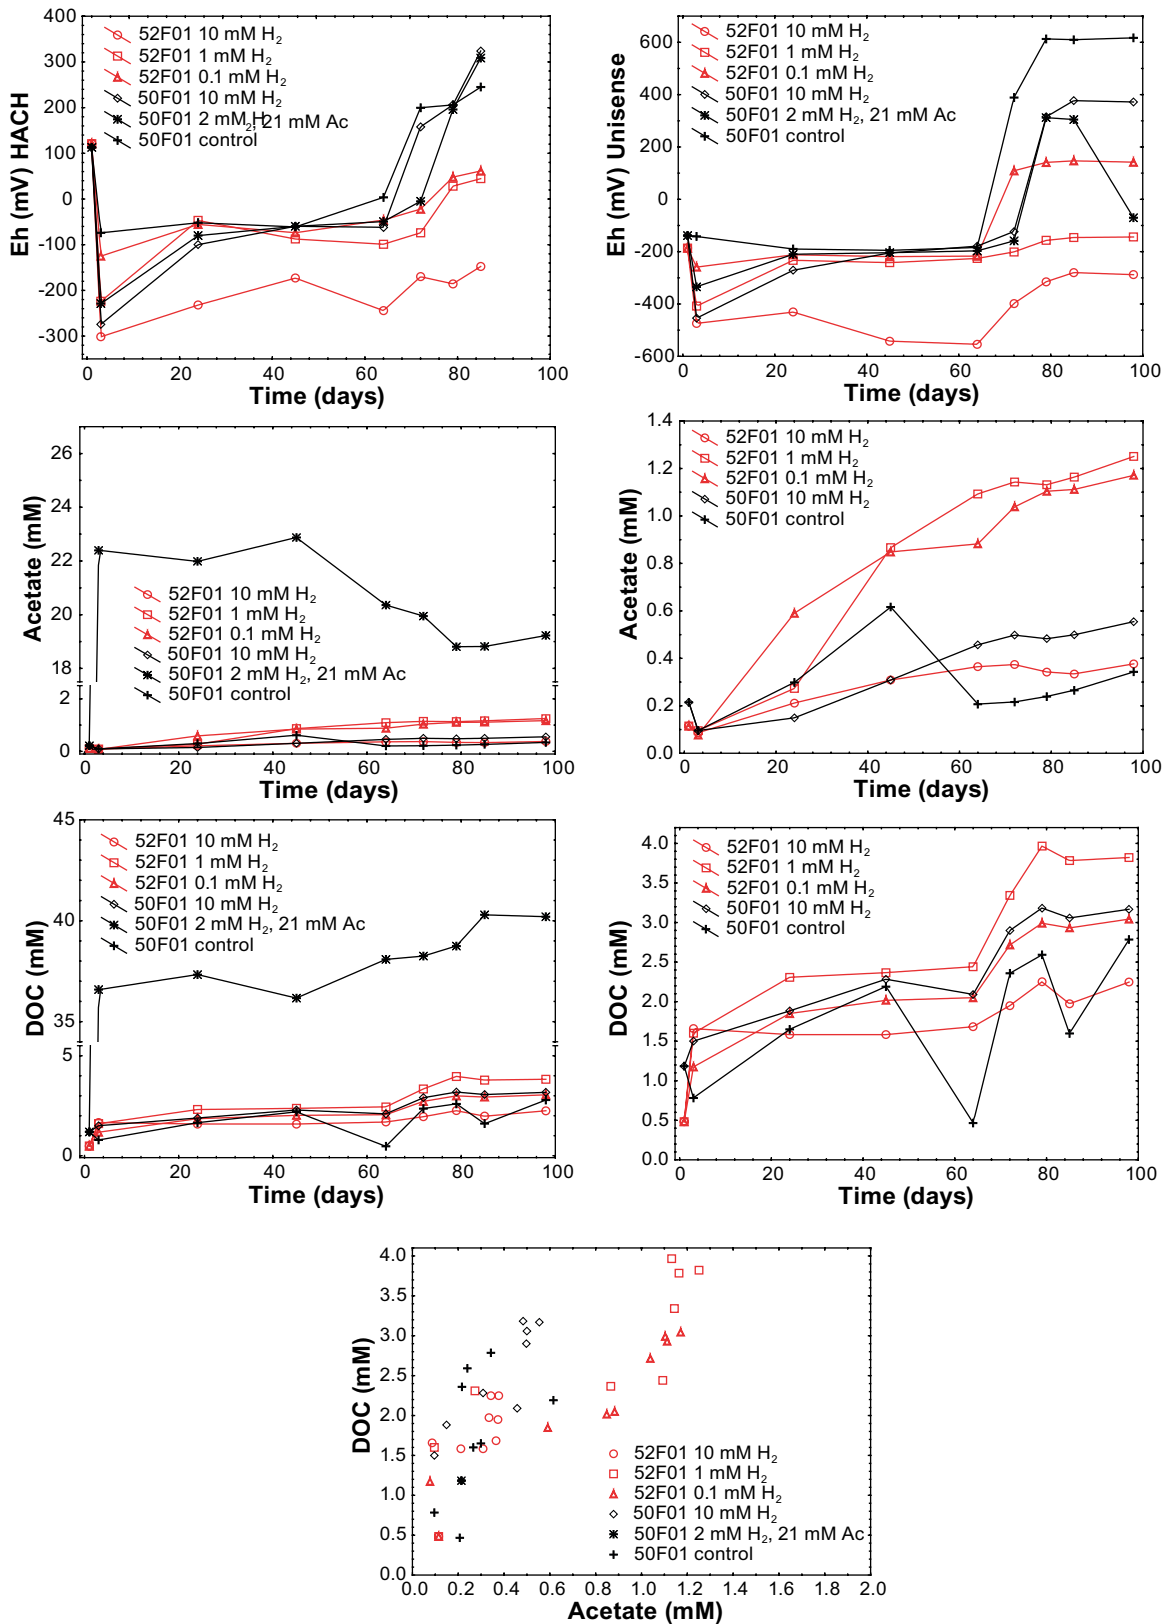 Eh (mV) HACH
400
300
200
100
0
-100
-200
-300
52F01 10 mM H₂
52F01 1 mM H₂
52F01 0.1 mM H₂
50F01 10 mM H₂
50F01 2 mM H₂, 21 mM Ac
50F01 control
0 20 40 60 80 100
Time (days)
Eh (mV) Unisense
600
400
200
0
-200
-400
-600
52F01 10 mM H₂
52F01 1 mM H₂
52F01 0.1 mM H₂
50F01 10 mM H₂
50F01 2 mM H₂, 21 mM Ac
50F01 control
0 20 40 60 80 100
Time (days)
Acetate (mM)
26
24
22
20
18
2
0
52F01 10 mM H₂
52F01 1 mM H₂
52F01 0.1 mM H₂
50F01 10 mM H₂
50F01 2 mM H₂, 21 mM Ac
50F01 control
0 20 40 60 80 100
Time (days)
Acetate (mM)
1.4
1.2
1.0
0.8
0.6
0.4
0.2
0.0
52F01 10 mM H₂
52F01 1 mM H₂
52F01 0.1 mM H₂
50F01 10 mM H₂
50F01 control
0 20 40 60 80 100
Time (days)
DOC (mM)
45
40
35
5
0
52F01 10 mM H₂
52F01 1 mM H₂
52F01 0.1 mM H₂
50F01 10 mM H₂
50F01 2 mM H₂, 21 mM Ac
50F01 control
0 20 40 60 80 100
Time (days)
DOC (mM)
4.0
3.5
3.0
2.5
2.0
1.5
1.0
0.5
0.0
52F01 10 mM H₂
52F01 1 mM H₂
52F01 0.1 mM H₂
50F01 10 mM H₂
50F01 control
0 20 40 60 80 100
Time (days)
DOC (mM)
4.0
3.5
3.0
2.5
2.0
1.5
1.0
0.5
0.0
52F01 10 mM H₂
52F01 1 mM H₂
52F01 0.1 mM H₂
50F01 10 mM H₂
50F01 2 mM H₂, 21 mM Ac
50F01 control
0.0 0.2 0.4 0.6 0.8 1.0 1.2 1.4 1.6 1.8 2.0
Acetate (mM)